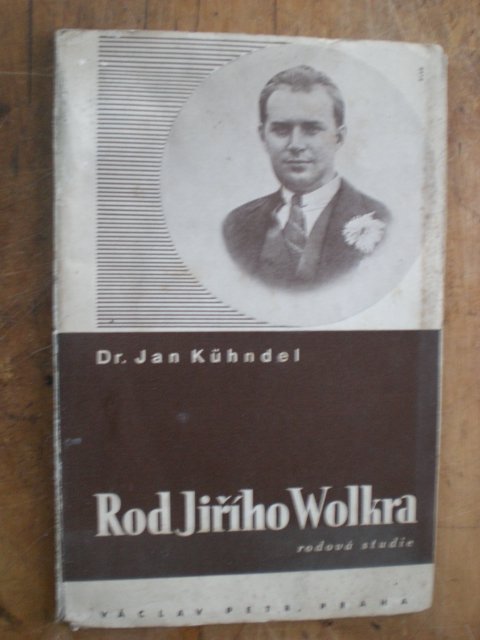 Dr. Jan Kühndel
Rod Jiřího Wolkra
rodová studie
VÁCLAV PETR, PRAHA